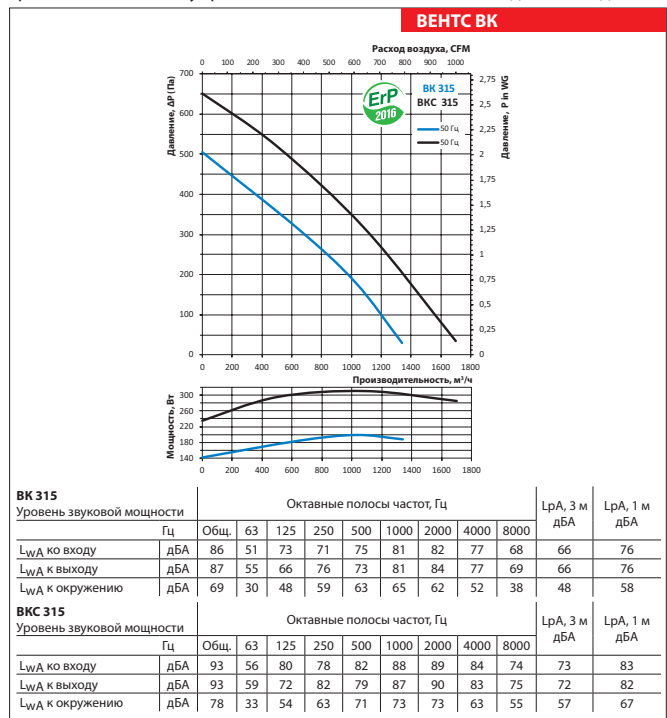 ВЕНТС ВК
Расход воздуха, CFM
0 100 200 300 400 500 600 700 800 900 1000
Давление, ΔP (Па)
700
600
500
400
300
200
100
0
Давление, P in WG
2,75
2,5
2,25
2
1,75
1,5
1,25
1
0,75
0,5
0,25
0
ErP
2016
ВК 315
ВКС 315
50 Гц
50 Гц
0 200 400 600 800 1000 1200 1400 1600 1800
Производительность, м³/ч
Мощность, Вт
300
260
220
180
140
0 200 400 600 800 1000 1200 1400 1600 1800
ВК 315
Уровень звуковой мощности
Октавные полосы частот, Гц
LpA, 3 м дБА
LpA, 1 м дБА
Гц Общ. 63 125 250 500 1000 2000 4000 8000
LwA ко входу дБА 86 51 73 71 75 81 82 77 68 66 76
LwA к выходу дБА 87 55 66 76 73 81 84 77 69 66 76
LwA к окружению дБА 69 30 48 59 63 65 62 52 38 48 58
ВКС 315
Уровень звуковой мощности
Октавные полосы частот, Гц
LpA, 3 м дБА
LpA, 1 м дБА
Гц Общ. 63 125 250 500 1000 2000 4000 8000
LwA ко входу дБА 93 56 80 78 82 88 89 84 74 73 83
LwA к выходу дБА 93 59 72 82 79 87 90 83 75 72 82
LwA к окружению дБА 78 33 54 63 71 73 73 63 55 57 67